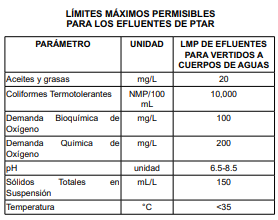 LÍMITES MÁXIMOS PERMISIBLES
PARA LOS EFLUENTES DE PTAR
PARÁMETRO UNIDAD LMP DE EFLUENTES
PARA VERTIDOS A
CUERPOS DE AGUAS
Aceites y grasas mg/L 20
Coliformes Termotolerantes NMP/100
mL 10,000
Demanda Bioquímica de
Oxígeno mg/L 100
Demanda Química de
Oxígeno mg/L 200
pH unidad 6.5-8.5
Sólidos Totales en
Suspensión mL/L 150
Temperatura °C <35